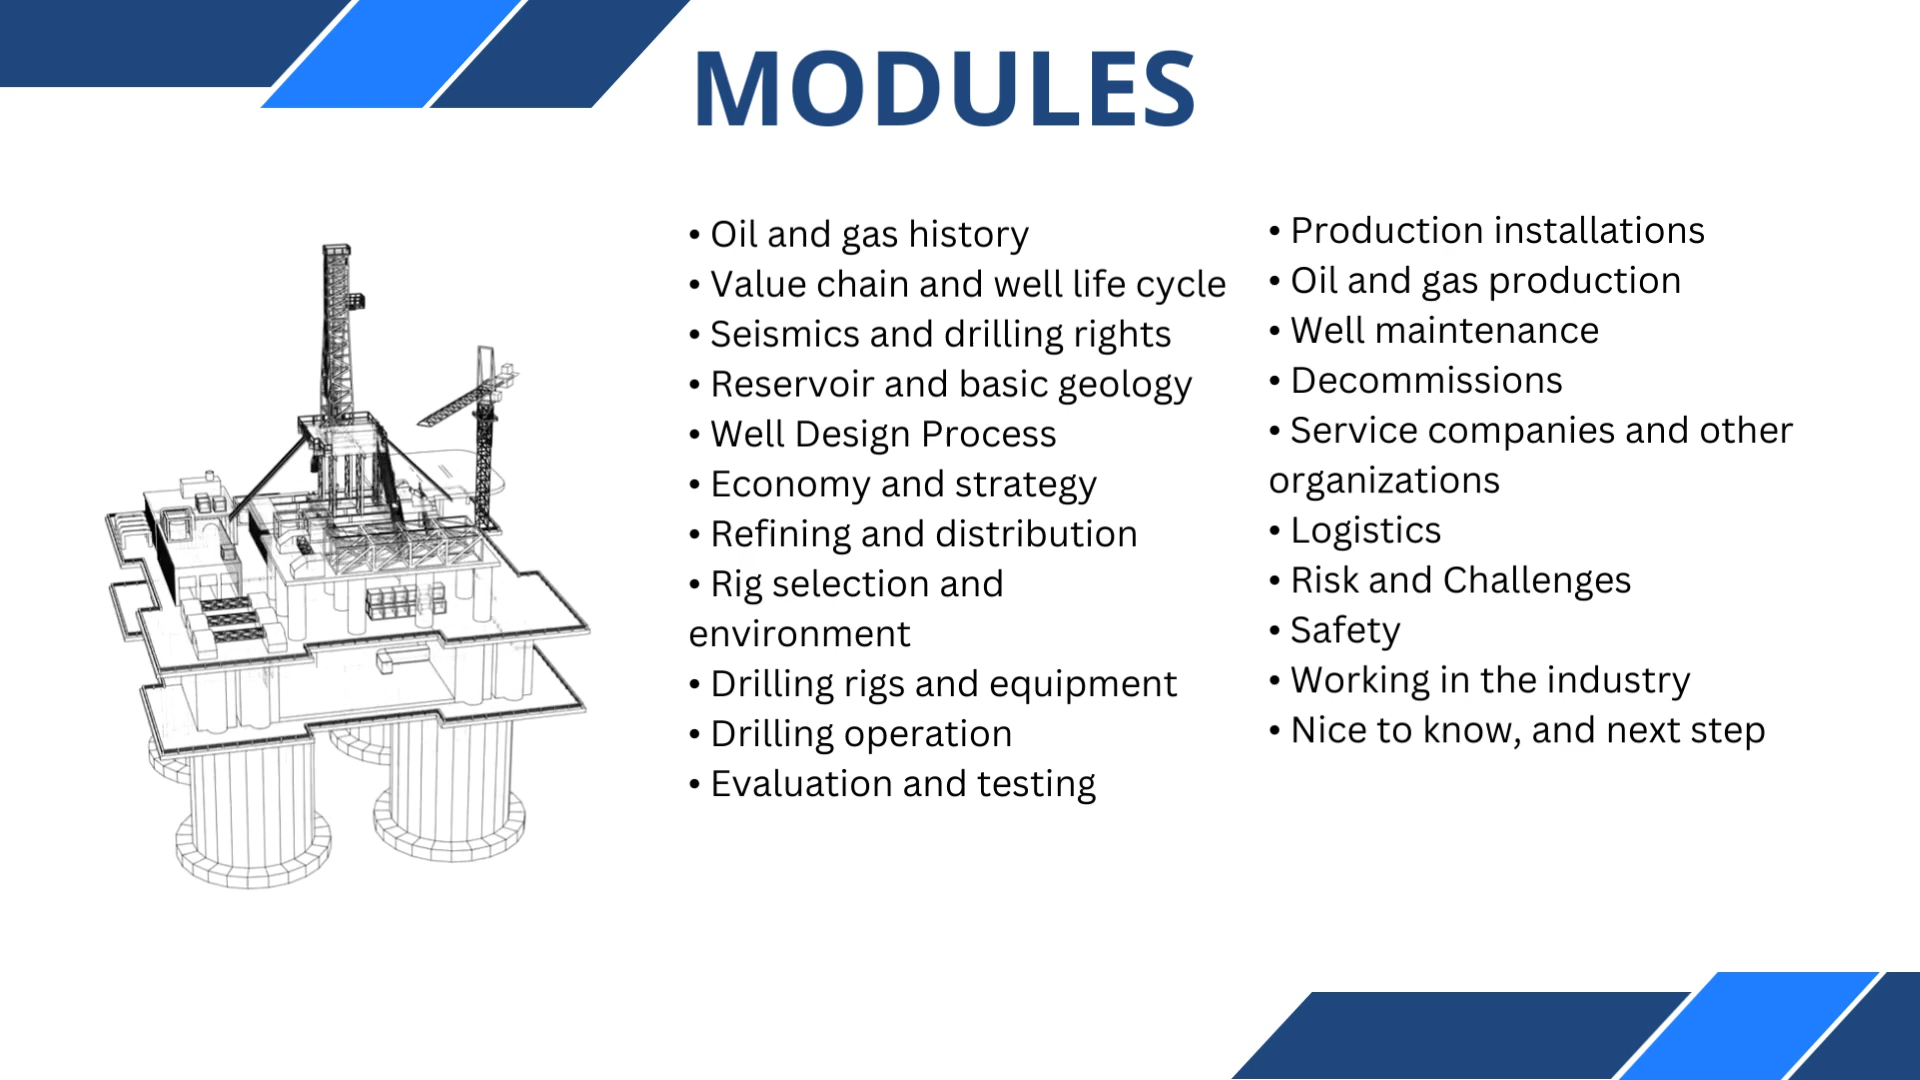 MODULES
• Oil and gas history
• Value chain and well life cycle
• Seismics and drilling rights
• Reservoir and basic geology
• Well Design Process
• Economy and strategy
• Refining and distribution
• Rig selection and
environment
• Drilling rigs and equipment
• Drilling operation
• Evaluation and testing
• Production installations
• Oil and gas production
• Well maintenance
• Decommissions
• Service companies and other
organizations
• Logistics
• Risk and Challenges
• Safety
• Working in the industry
• Nice to know, and next step